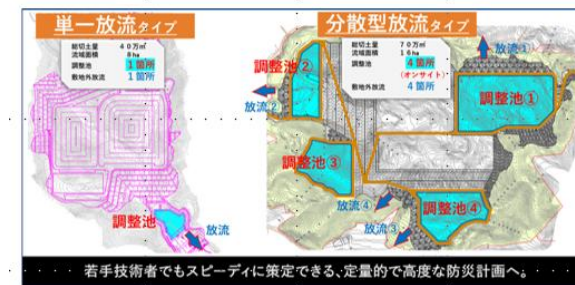 単一放流タイプ
総切土量 40万㎥
流域面積 8ha
調整池 1箇所
敷地外放流 1箇所
調整池
放流
分散型放流タイプ
総切土量 70万㎥
流域面積 16ha
調整池 4箇所
(オンサイト)
敷地外放流 4箇所
放流①
調整池②
放流②
調整池①
調整池③
放流④
調整池④
放流③
若手技術者でもスピーディに策定できる、定量的で高度な防災計画へ。